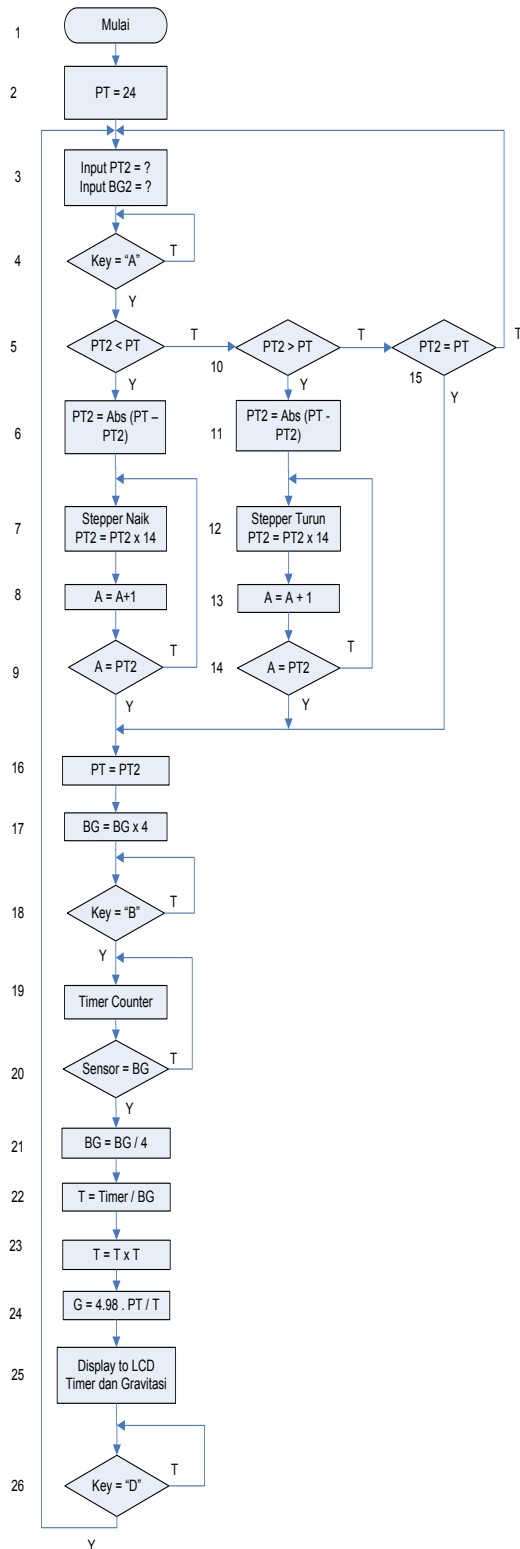 1
Mulai
2
PT = 24
3
Input PT2 = ?
Input BG2 = ?
4
Key = “A”
T
Y
5
PT2 < PT
T
10
PT2 > PT
T
15
PT2 = PT
T
Y
Y
Y
6
PT2 = Abs (PT –
PT2)
11
PT2 = Abs (PT -
PT2)
7
Stepper Naik
PT2 = PT2 x 14
12
Stepper Turun
PT2 = PT2 x 14
8
A = A+1
13
A = A + 1
9
A = PT2
T
14
A = PT2
T
Y
Y
16
PT = PT2
17
BG = BG x 4
18
Key = “B”
T
Y
19
Timer Counter
20
Sensor = BG
T
Y
21
BG = BG / 4
22
T = Timer / BG
23
T = T x T
24
G = 4.98 . PT / T
25
Display to LCD
Timer dan Gravitasi
26
Key = “D”
T
Y